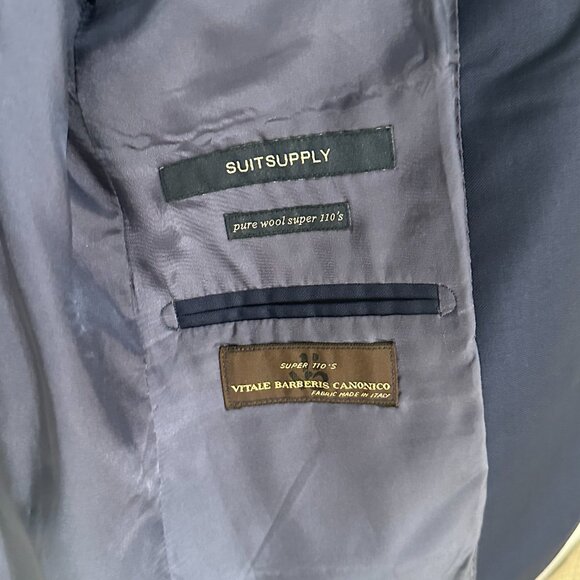 SUITSUPPLY
pure wool super 110's
SUPER 110'S
VITALE BARBERIS CANONICO
FABRIC MADE IN ITALY